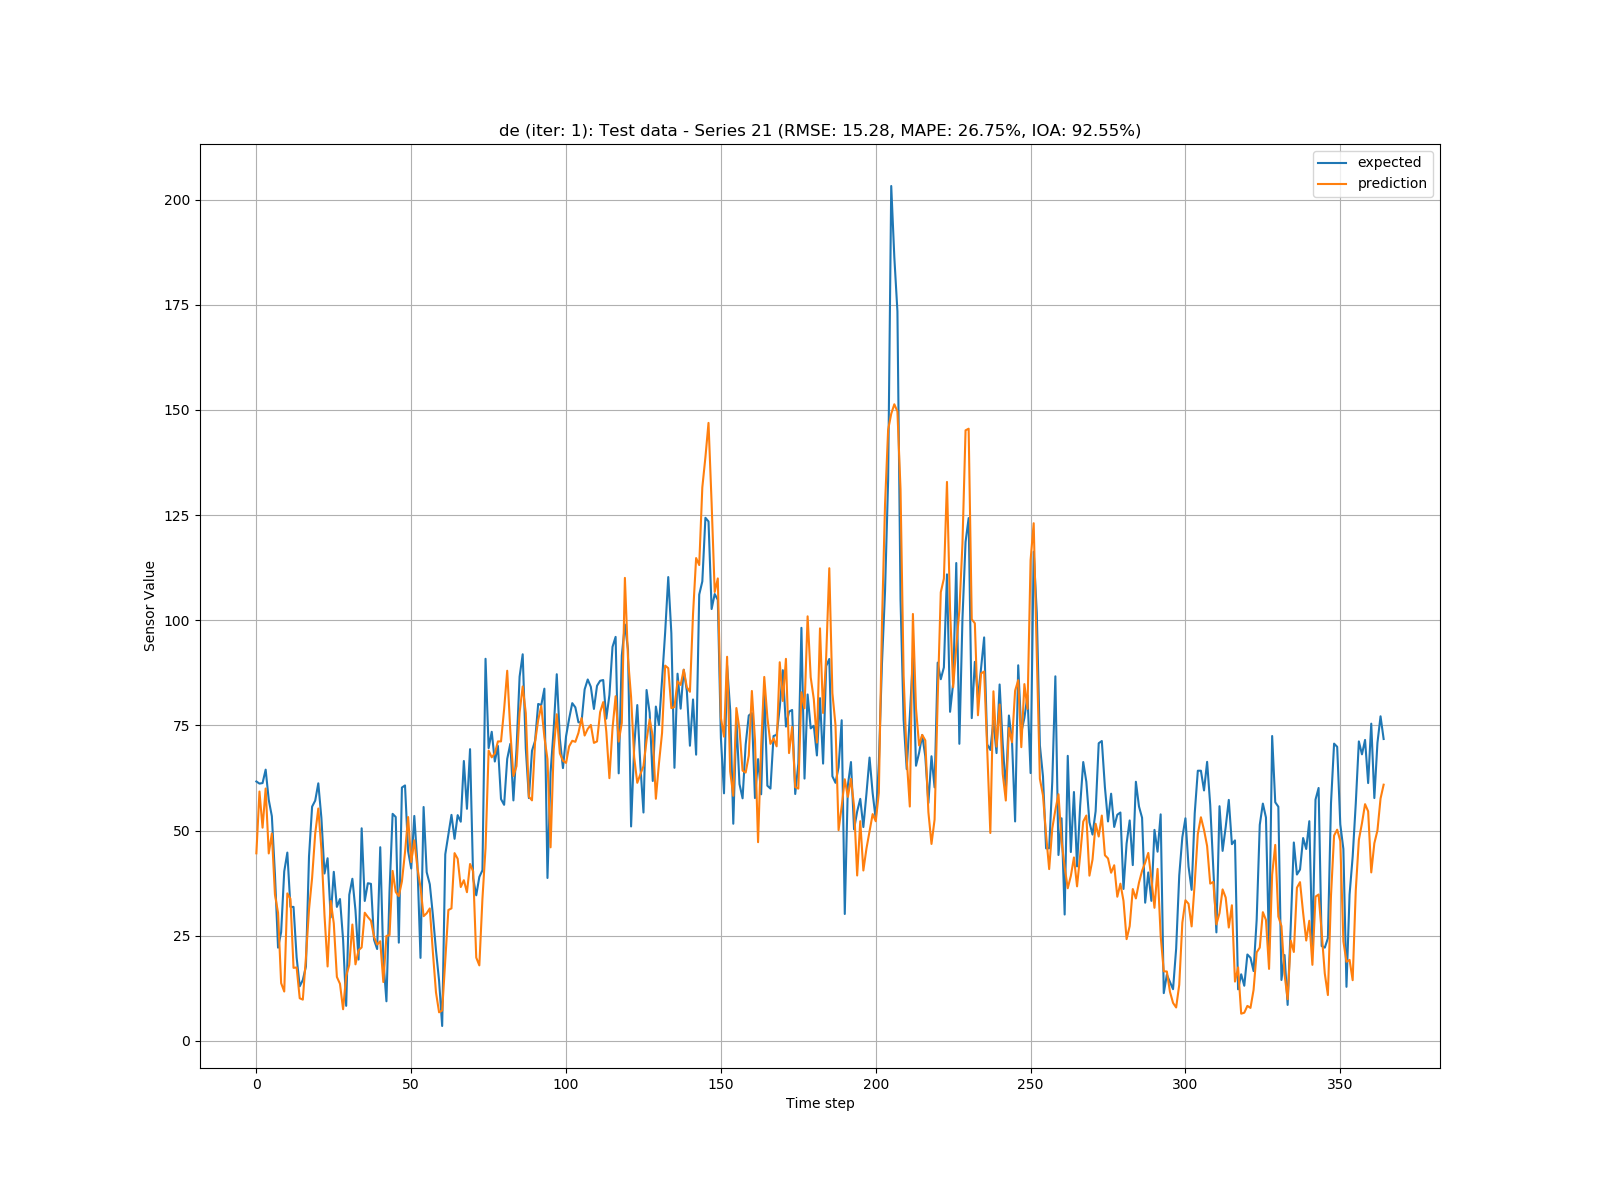 de (iter: 1): Test data - Series 21 (RMSE: 15.28, MAPE: 26.75%, IOA: 92.55%)
expected
prediction
200
175
150
125
100
75
50
25
0
Sensor Value
0 50 100 150 200 250 300 350
Time step